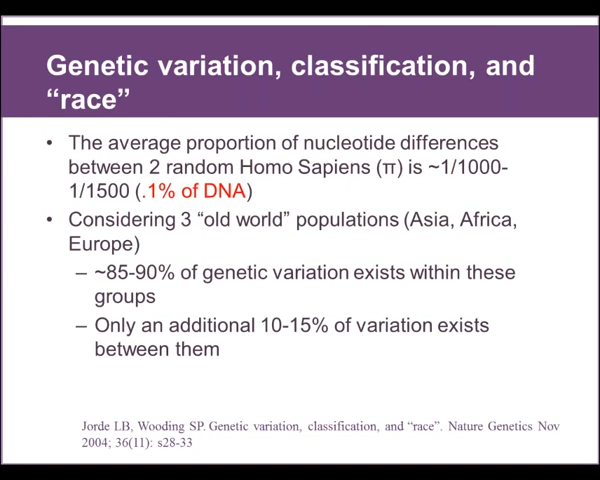 Genetic variation, classification, and
“race”
• The average proportion of nucleotide differences
between 2 random Homo Sapiens (π) is ~1/1000-
1/1500 (.1% of DNA)
• Considering 3 “old world” populations (Asia, Africa,
Europe)
– ~85-90% of genetic variation exists within these
groups
– Only an additional 10-15% of variation exists
between them
Jorde LB, Wooding SP. Genetic variation, classification, and “race”. Nature Genetics Nov
2004; 36(11): s28-33